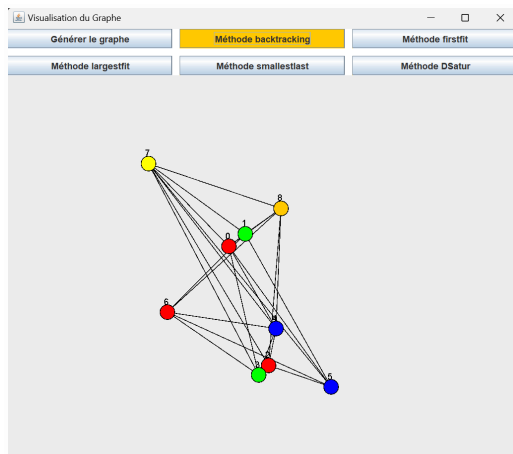 Visualisation du Graphe
Générer le graphe
Méthode backtracking
Méthode firstfit
Méthode largestfit
Méthode smallestlast
Méthode DSatur
7
8
1
0
6
5